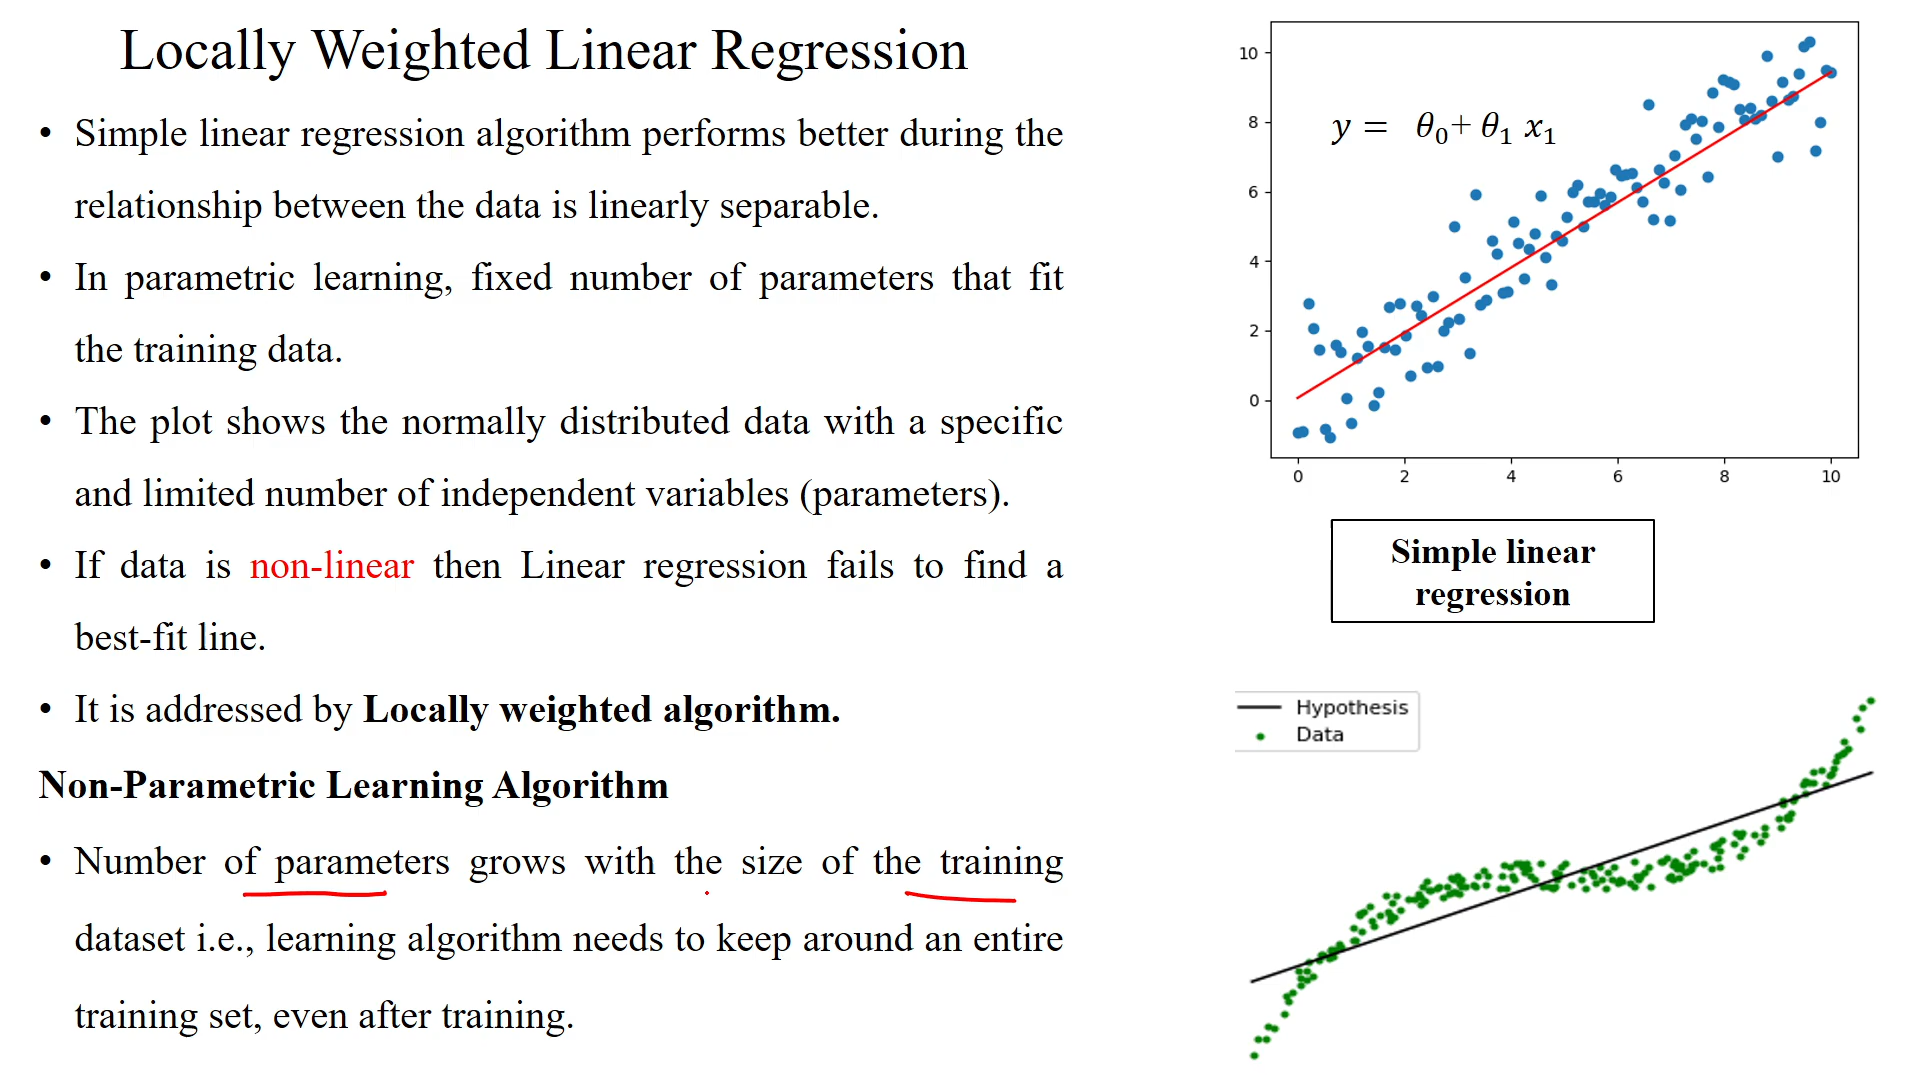 Locally Weighted Linear Regression
• Simple linear regression algorithm performs better during the
relationship between the data is linearly separable.
• In parametric learning, fixed number of parameters that fit
the training data.
• The plot shows the normally distributed data with a specific
and limited number of independent variables (parameters).
• If data is non-linear then Linear regression fails to find a
best-fit line.
• It is addressed by Locally weighted algorithm.
Non-Parametric Learning Algorithm
• Number of parameters grows with the size of the training
dataset i.e., learning algorithm needs to keep around an entire
training set, even after training.
10
8
6
4
2
0
y = θ₀+ θ₁ x₁
0 2 4 6 8 10
Simple linear
regression
Hypothesis
Data